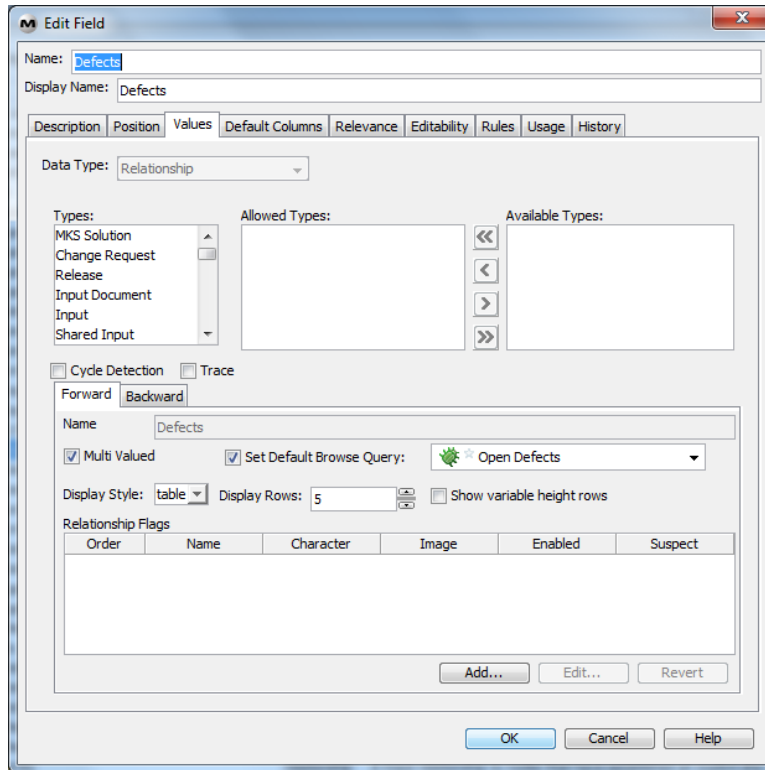 Edit Field
Name: Defects
Display Name: Defects
Description Position Values Default Columns Relevance Editability Rules Usage History
Data Type: Relationship
Types: Allowed Types: Available Types:
MKS Solution
Change Request
Release
Input Document
Input
Shared Input
Cycle Detection Trace
Forward Backward
Name Defects
Multi Valued Set Default Browse Query: Open Defects
Display Style: table Display Rows: 5 Show variable height rows
Relationship Flags
Order Name Character Image Enabled Suspect
Add... Edit... Revert
OK Cancel Help